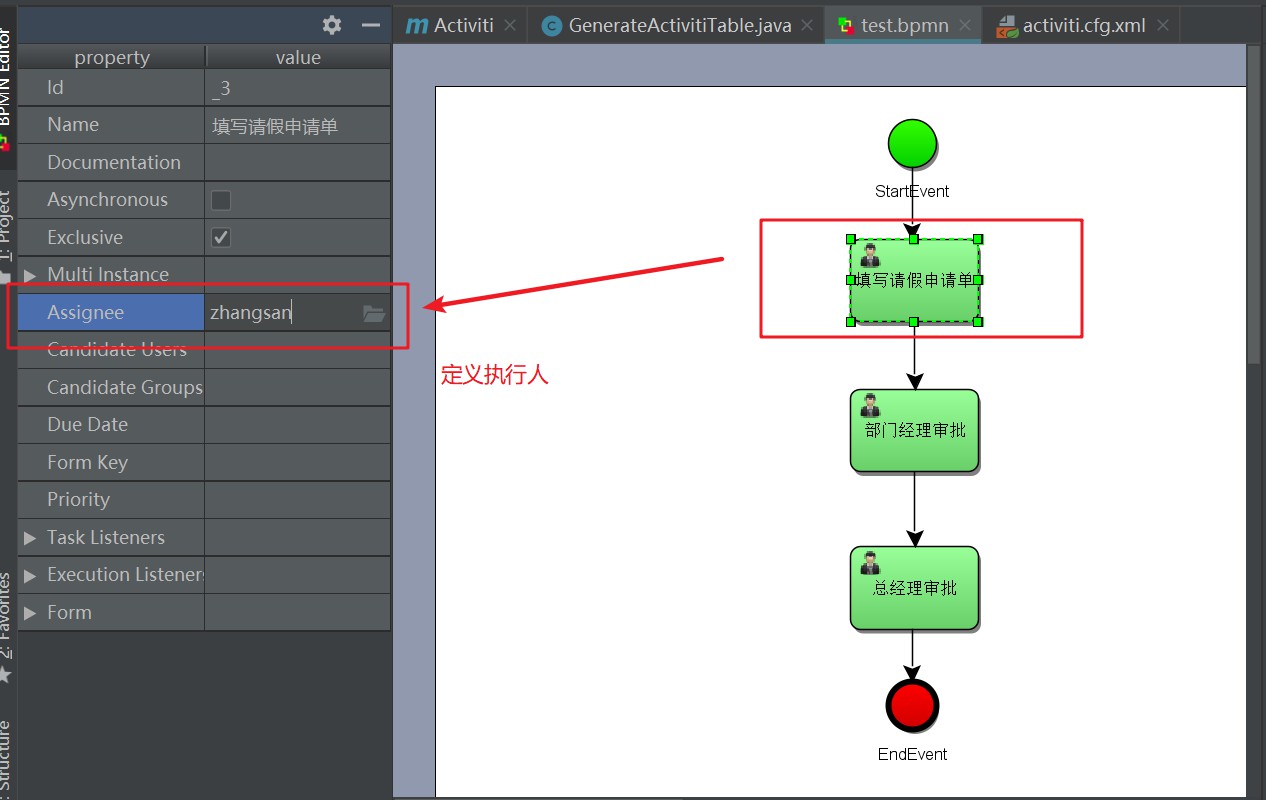 Activiti
GenerateActivitiTable.java
test.bpmn
activiti.cfg.xml
BPMN Editor
1: Project
2: Favorites
Structure
property value
Id _3
Name 填写请假申请单
Documentation
Asynchronous
Exclusive
Multi Instance
Assignee zhangsan
Candidate Users
Candidate Groups
Due Date
Form Key
Priority
Task Listeners
Execution Listener
Form
定义执行人
StartEvent
填写请假申请单
部门经理审批
总经理审批
EndEvent